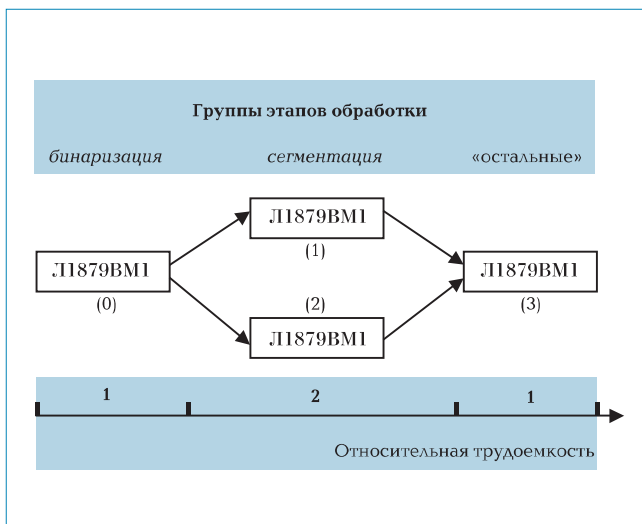 Группы этапов обработки
бинаризация сегментация «остальные»
Л1879ВМ1
(1)
Л1879ВМ1
(0)
Л1879ВМ1
(3)
(2)
Л1879ВМ1
1 2 1
Относительная трудоемкость